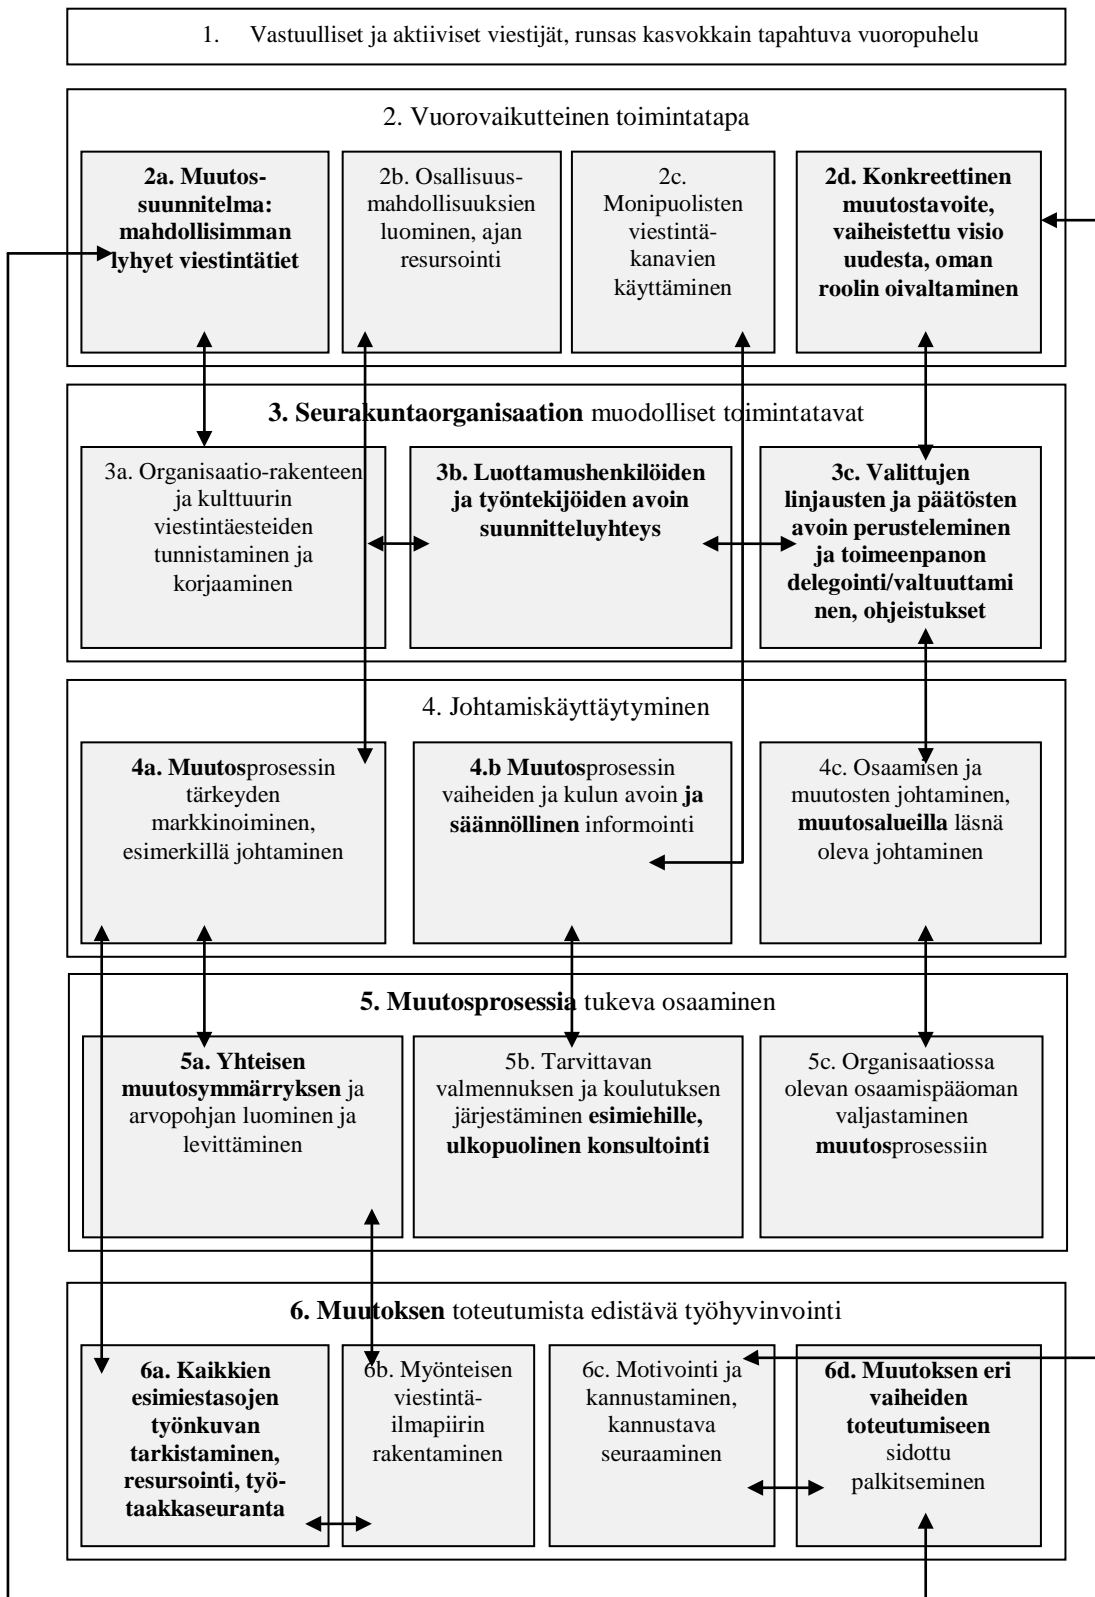 1. Vastuulliset ja aktiiviset viestijät, runsas kasvokkain tapahtuva vuoropuhelu
2. Vuorovaikutteinen toimintatapa
2a. Muutos-
suunnitelma:
mahdollisimman
lyhyet viestintätiet
2b. Osallisuus-
mahdollisuuksien
luominen, ajan
resursointi
2c.
Monipuolisten
viestintä-
kanavien
käyttäminen
2d. Konkreettinen
muutostavoite,
vaiheistettu visio
uudesta, oman
roolin oivaltaminen
3. Seurakuntaorganisaation muodolliset toimintatavat
3a. Organisaatio-rakenteen
ja kulttuurin
viestintäesteiden
tunnistaminen ja
korjaaminen
3b. Luottamushenkilöiden
ja työntekijöiden avoin
suunnitteluyhteys
3c. Valittujen
linjausten ja päätösten
avoin perusteleminen
ja toimeenpanon
delegointi/valtuuttami
nen, ohjeistukset
4. Johtamiskäyttäytyminen
4a. Muutosprosessin
tärkeyden
markkinoiminen,
esimerkillä johtaminen
4.b Muutosprosessin
vaiheiden ja kulun avoin ja
säännöllinen informointi
4c. Osaamisen ja
muutosten johtaminen,
muutosalueilla läsnä
oleva johtaminen
5. Muutosprosessia tukeva osaaminen
5a. Yhteisen
muutosymmärryksen ja
arvopohjan luominen ja
levittäminen
5b. Tarvittavan
valmennuksen ja koulutuksen
järjestäminen esimiehille,
ulkopuolinen konsultointi
5c. Organisaatiossa
olevan osaamispääoman
valjastaminen
muutosprosessiin
6. Muutoksen toteutumista edistävä työhyvinvointi
6a. Kaikkien
esimiestasojen
työnkuvan
tarkistaminen,
resursointi, työ-
taakkaseuranta
6b. Myönteisen
viestintä-
ilmapiirin
rakentaminen
6c. Motivointi ja
kannustaminen,
kannustava
seuraaminen
6d. Muutoksen eri
vaiheiden
toteutumiseen
sidottu
palkitseminen